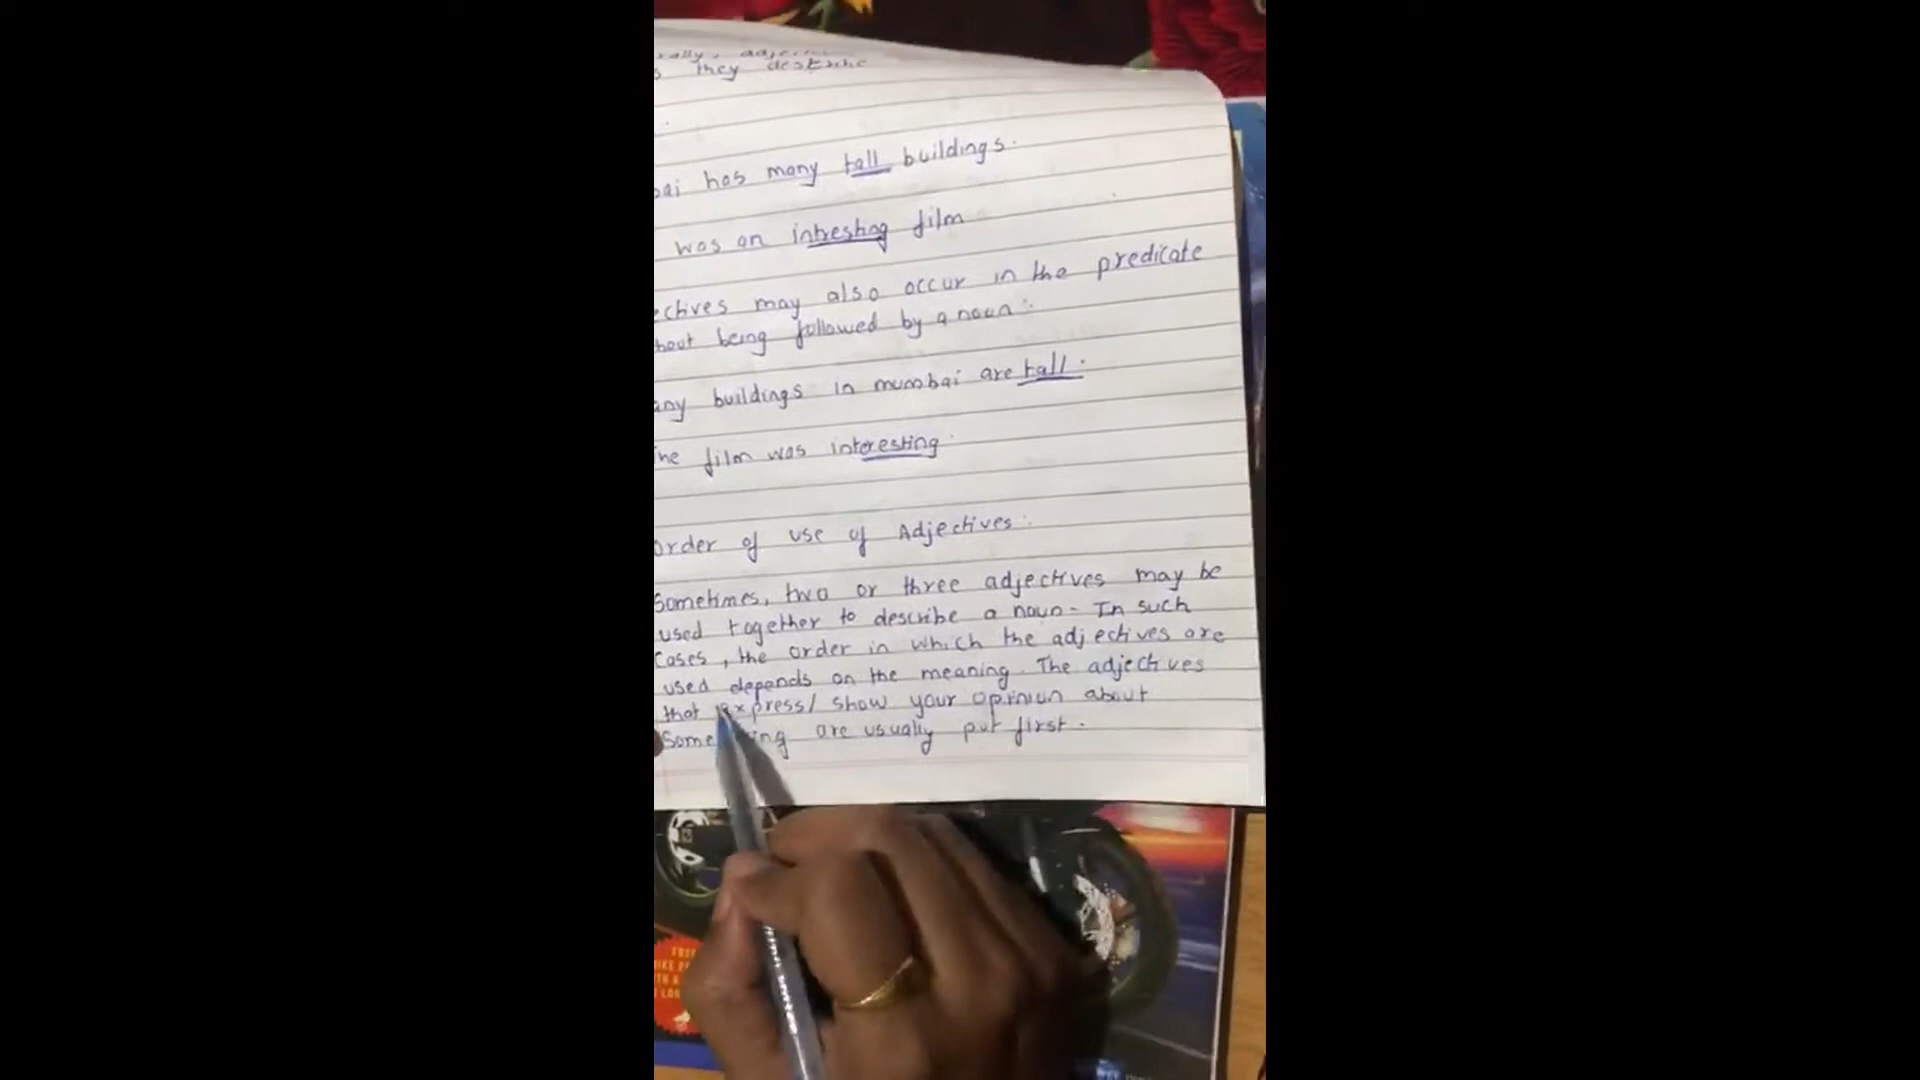 they describe
has many tall buildings.
was an intresting film
ectives may also occur in the predicate
hout being followed by a noun:
any buildings in mumbai are tall.
he film was interesting.
Order of use of Adjectives:
Sometimes, two or three adjectives may be
used together to describe a noun. In such
Cases, the order in which the adjectives are
used depends on the meaning. The adjectives
that express/ show your opinion about
are usually put first.